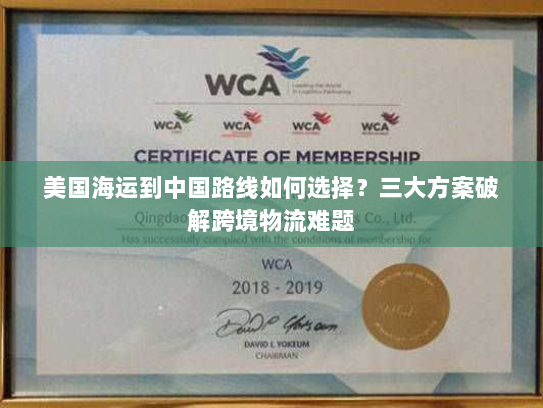 WCA
Leading the World
in Logistics Partnering
WCA
WCA
WCA
WCA
CERTIFICATE OF MEMBERSHIP
美国海运到中国路线如何选择？三大方案破
解跨境物流难题
Qingdao Co., Ltd.
Has successfully complied with the conditions of membership for
WCA
2018 - 2019
DAVID L YOKEUM
CHAIRMAN